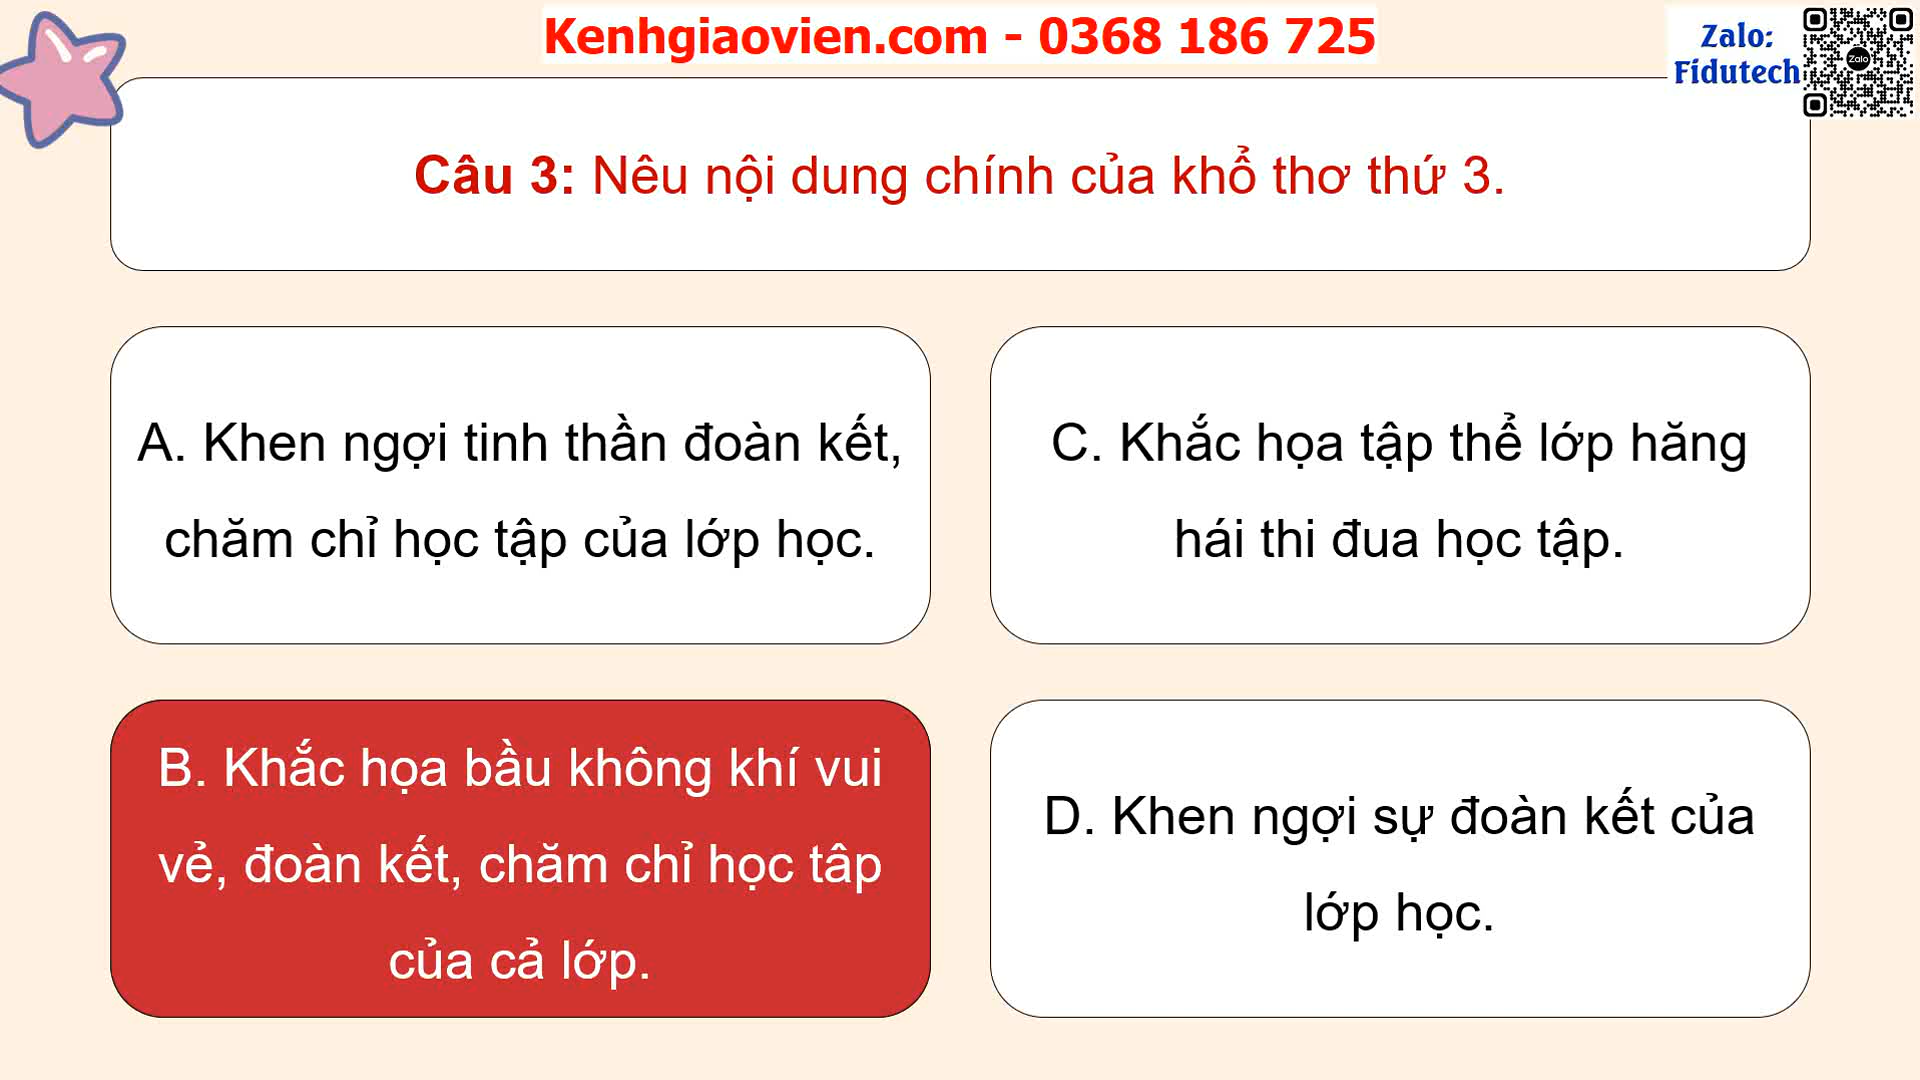 Kenhgiaovien.com - 0368 186 725
Zalo:
Fidutech
Zalo
Câu 3: Nêu nội dung chính của khổ thơ thứ 3.
A. Khen ngợi tinh thần đoàn kết,
chăm chỉ học tập của lớp học.
B. Khắc họa bầu không khí vui
vẻ, đoàn kết, chăm chỉ học tâp
của cả lớp.
C. Khắc họa tập thể lớp hăng
hái thi đua học tập.
D. Khen ngợi sự đoàn kết của
lớp học.